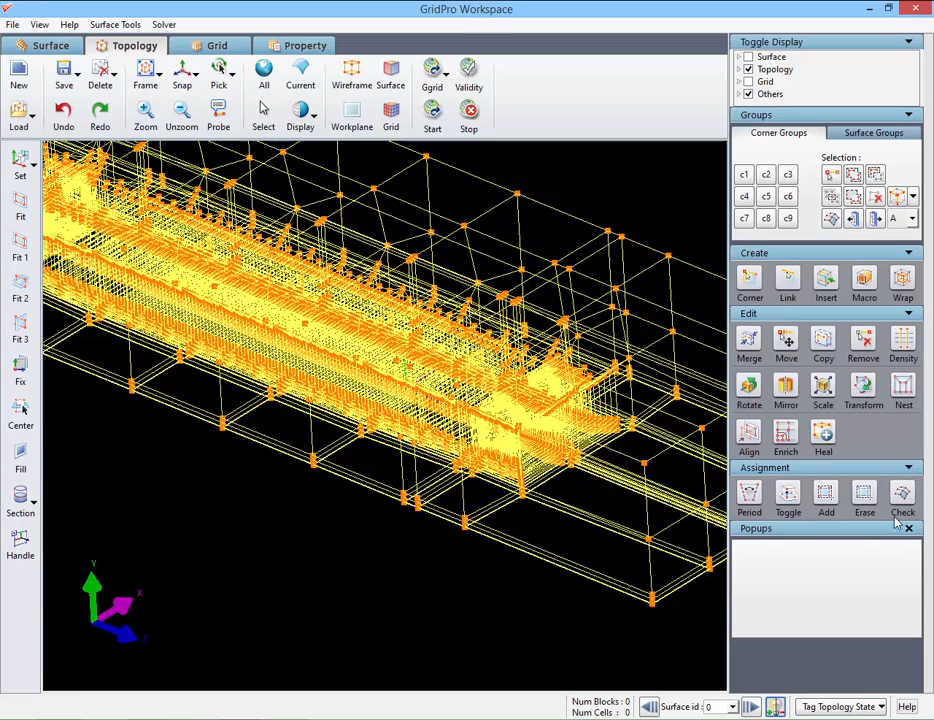 GridPro Workspace
File View Help Surface Tools Solver
Surface Topology Grid Property
New Save Delete Frame Snap Pick All Current Wireframe Surface Ggrid Validity
Load Undo Redo Zoom Unzoom Probe Select Display Workplane Grid Start Stop
Set
Fit
Fit 1
Fit 2
Fit 3
Fix
Center
Fill
Section
Handle
Y
X
Z
Toggle Display
Surface
Topology
Grid
Others
Groups
Corner Groups Surface Groups
Selection :
c1 c2 c3
c4 c5 c6
c7 c8 c9 A
Create
Corner Link Insert Macro Wrap
Edit
Merge Move Copy Remove Density
Rotate Mirror Scale Transform Nest
Align Enrich Heal
Assignment
Period Toggle Add Erase Check
Popups
Num Blocks : 0
Num Cells : 0
Surface id : 0
Tag Topology State
Help